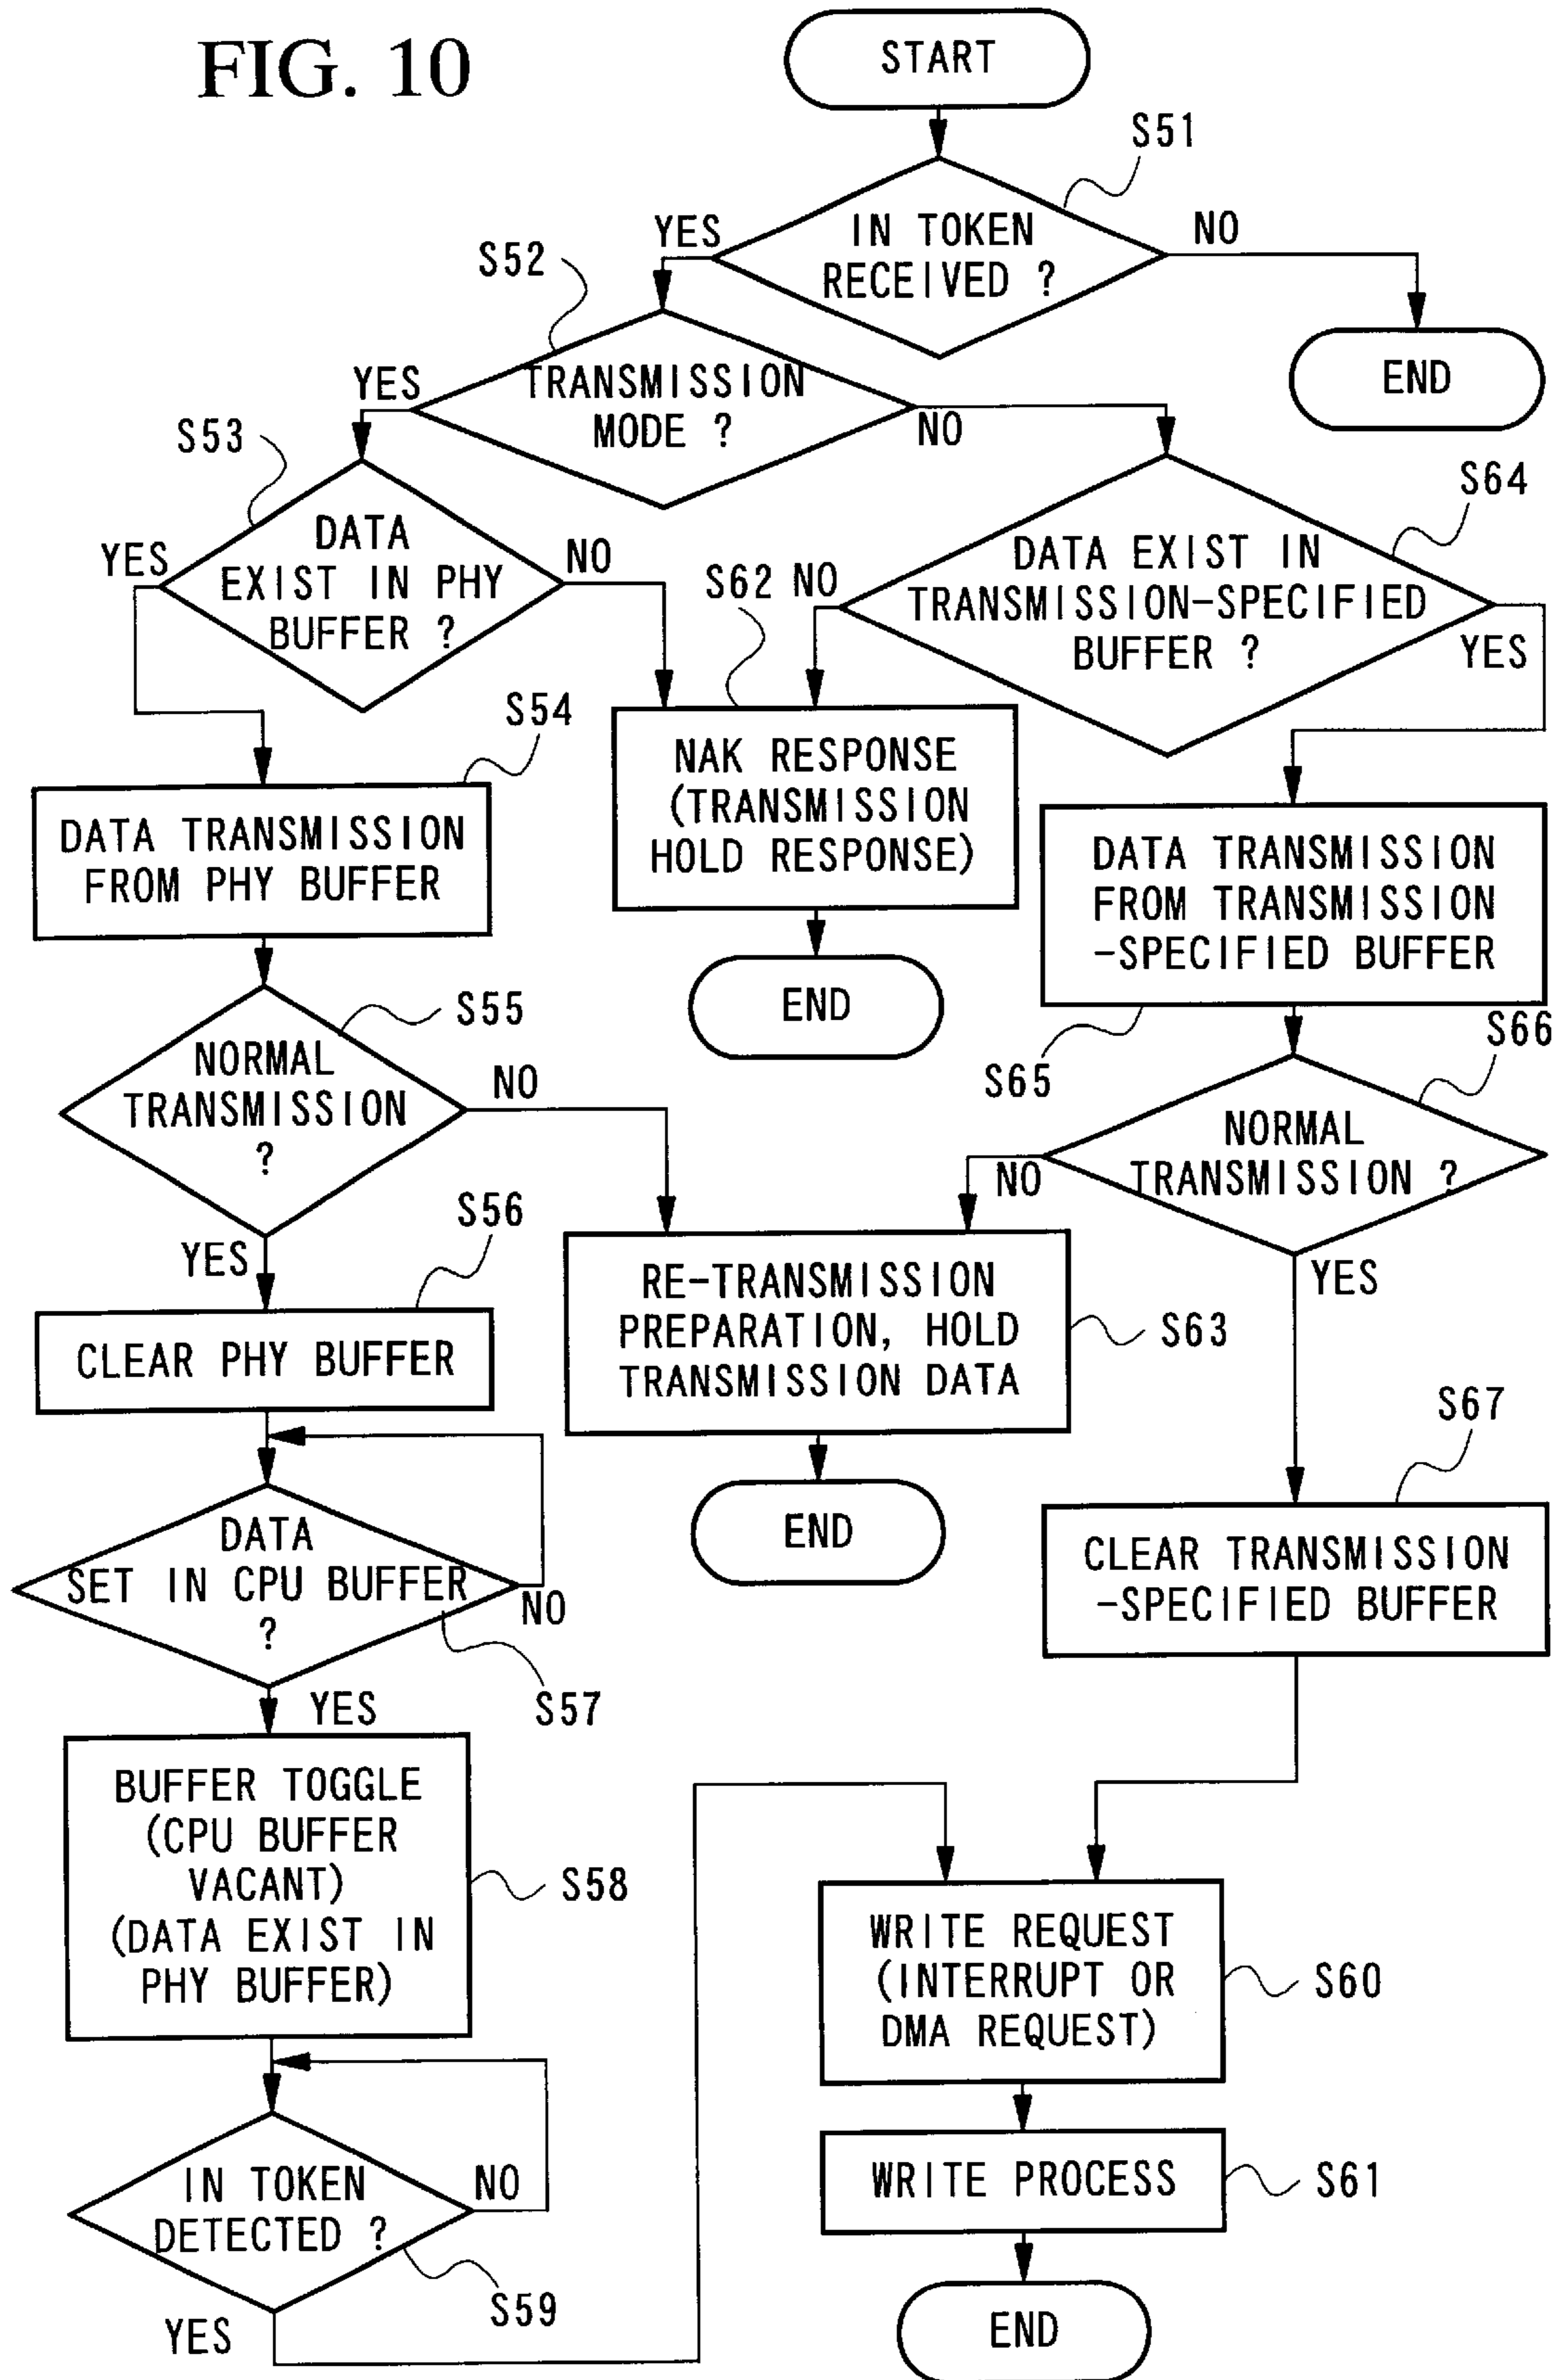 FIG. 10
START
S51
IN TOKEN
RECEIVED ?
YES
NO
END
S52
TRANSMISSION
MODE ?
YES
NO
S53
DATA
EXIST IN PHY
BUFFER ?
YES
NO
S64
DATA EXIST IN
TRANSMISSION-SPECIFIED
BUFFER ?
NO
YES
S62
NAK RESPONSE
(TRANSMISSION
HOLD RESPONSE)
END
S54
DATA TRANSMISSION
FROM PHY BUFFER
DATA TRANSMISSION
FROM TRANSMISSION
-SPECIFIED BUFFER
S65
S55
NORMAL
TRANSMISSION
?
NO
YES
S66
NORMAL
TRANSMISSION ?
NO
YES
S56
CLEAR PHY BUFFER
RE-TRANSMISSION
PREPARATION, HOLD
TRANSMISSION DATA
S63
END
S67
CLEAR TRANSMISSION
-SPECIFIED BUFFER
DATA
SET IN CPU BUFFER
?
NO
S57
YES
BUFFER TOGGLE
(CPU BUFFER
VACANT)
(DATA EXIST IN
PHY BUFFER)
S58
WRITE REQUEST
(INTERRUPT OR
DMA REQUEST)
S60
IN TOKEN
DETECTED ?
NO
S59
YES
WRITE PROCESS
S61
END